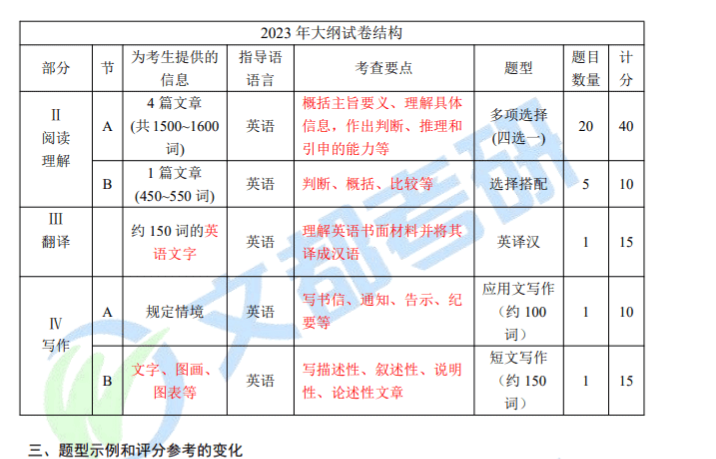 2023 年大纲试卷结构
部分 节 为考生提供的信息 指导语语言 考查要点 题型 题目数量 计分
II 阅读理解 A 4 篇文章(共 1500~1600 词) 英语 概括主旨要义、理解具体信息，作出判断、推理和引申的能力等 多项选择(四选一) 20 40
B 1 篇文章(450~550 词) 英语 判断、概括、比较等 选择搭配 5 10
III 翻译 约 150 词的英语文字 英语 理解英语书面材料并将其译成汉语 英译汉 1 15
IV 写作 A 规定情境 英语 写书信、通知、告示、纪要等 应用文写作（约 100 词） 1 10
B 文字、图画、图表等 英语 写描述性、叙述性、说明性、论述性文章 短文写作（约 150 词） 1 15
三、题型示例和评分参考的变化
文都考研